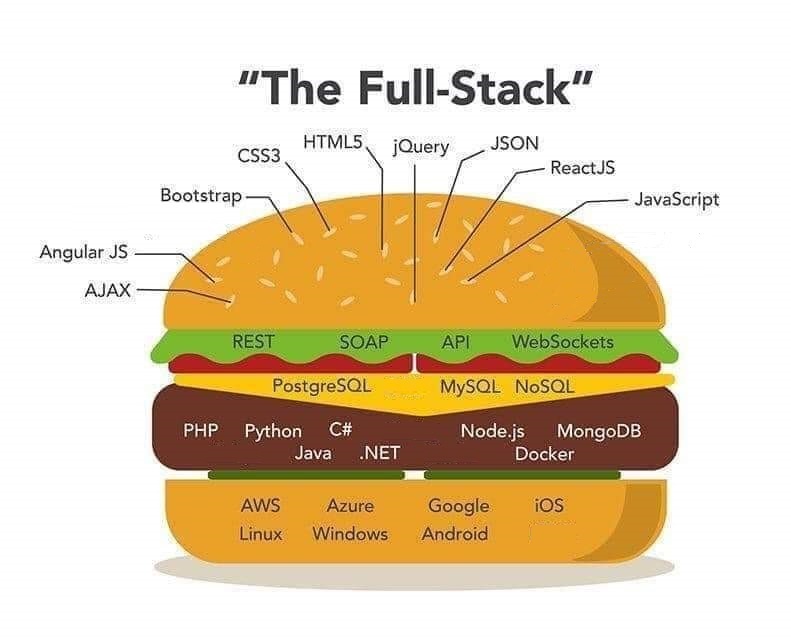 “The Full-Stack”
HTML5
jQuery
JSON
CSS3
ReactJS
Bootstrap
JavaScript
Angular JS
AJAX
REST SOAP API WebSockets
PostgreSQL MySQL NoSQL
PHP Python C# Node.js MongoDB
Java .NET Docker
AWS Azure Google iOS
Linux Windows Android